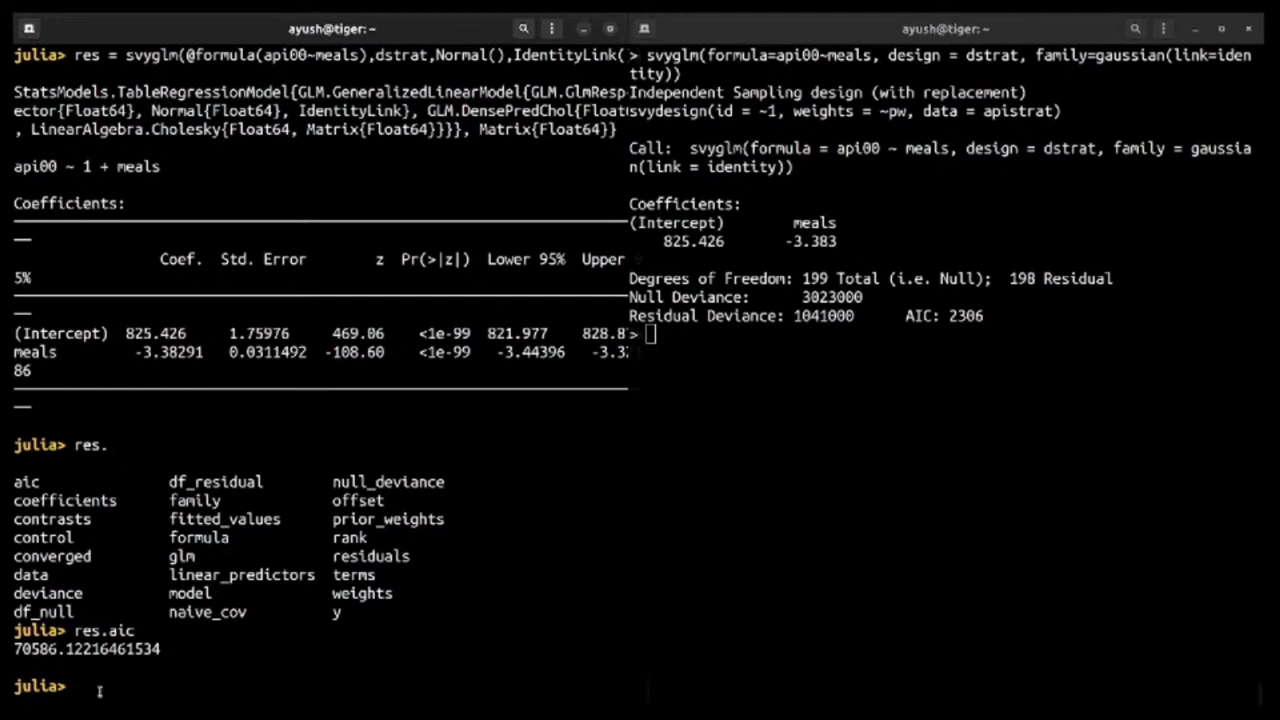 ayush@tiger: ~
julia> res = svyglm(@formula(api00~meals),dstrat,Normal(),IdentityLink(
StatsModels.TableRegressionModel{GLM.GeneralizedLinearModel{GLM.GlmResp
ector{Float64}, Normal{Float64}, IdentityLink}, GLM.DensePredChol{Float
, LinearAlgebra.Cholesky{Float64, Matrix{Float64}}}}, Matrix{Float64}}
api00 ~ 1 + meals
Coefficients:
Coef. Std. Error z Pr(>|z|) Lower 95% Upper 9
5%
(Intercept) 825.426 1.75976 469.06 <1e-99 821.977 828.8
meals -3.38291 0.0311492 -108.60 <1e-99 -3.44396 -3.32
86
julia> res.
aic df_residual null_deviance
coefficients family offset
contrasts fitted_values prior_weights
control formula rank
converged glm residuals
data linear_predictors terms
deviance model weights
df_null naive_cov y
julia> res.aic
70586.12216461534
julia>
ayush@tiger: ~
> svyglm(formula=api00~meals, design = dstrat, family=gaussian(link=iden
tity))
Independent Sampling design (with replacement)
svydesign(id = ~1, weights = ~pw, data = apistrat)
Call: svyglm(formula = api00 ~ meals, design = dstrat, family = gaussia
n(link = identity))
Coefficients:
(Intercept) meals
825.426 -3.383
Degrees of Freedom: 199 Total (i.e. Null); 198 Residual
Null Deviance: 3023000
Residual Deviance: 1041000 AIC: 2306
>